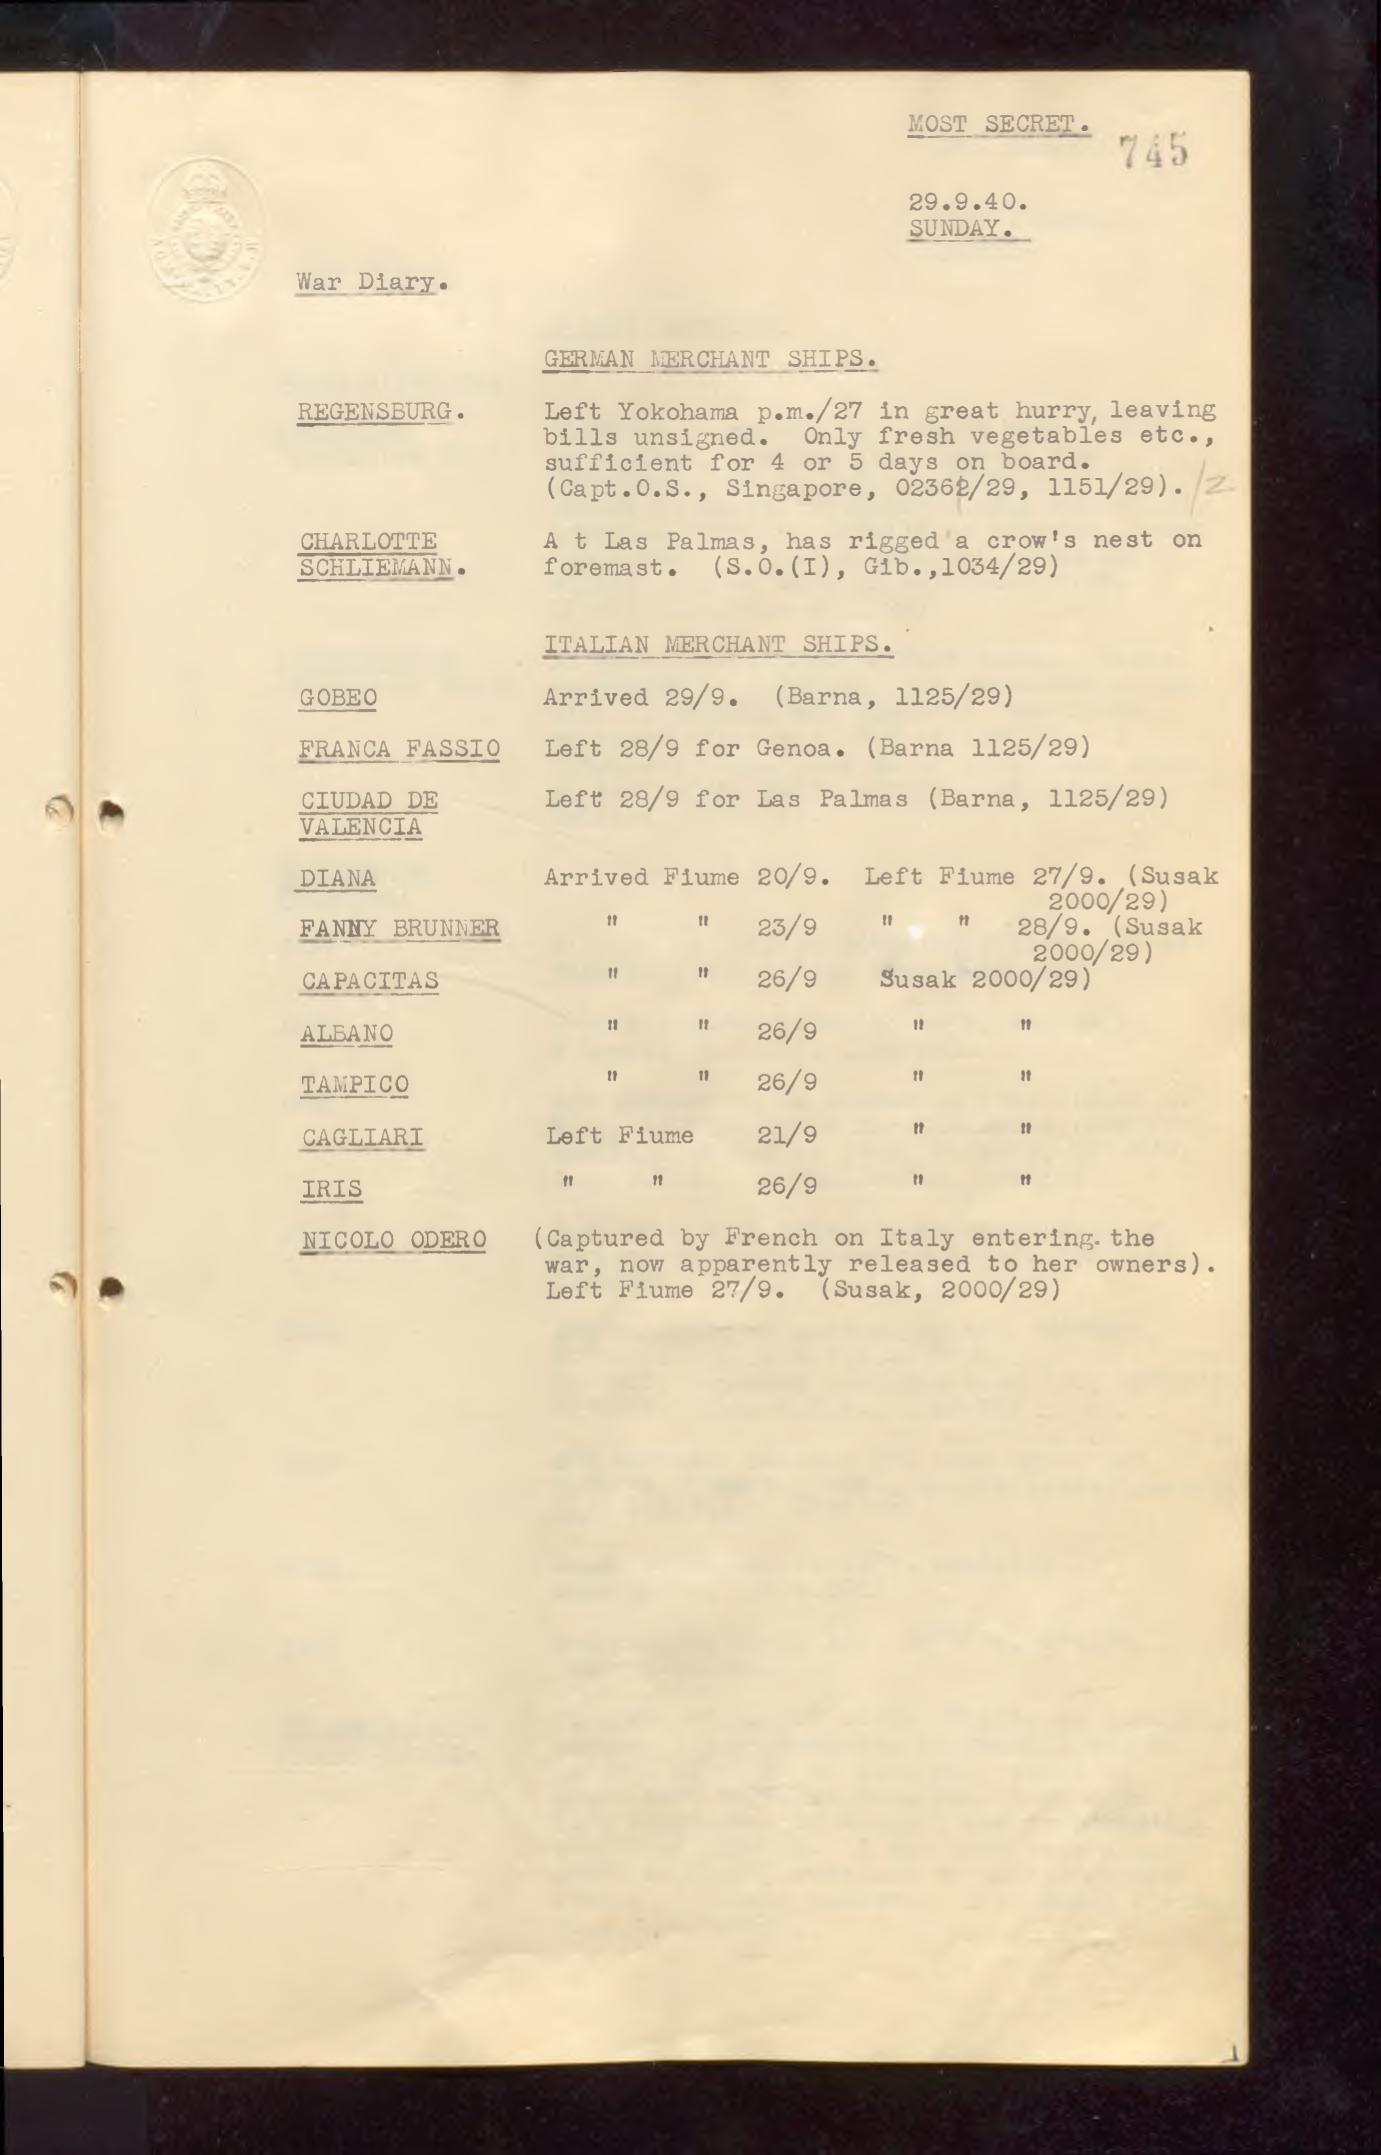 MOST SECRET.
745
29.9.40.
SUNDAY.
War Diary.
GERMAN MERCHANT SHIPS.
REGENSBURG. Left Yokohama p.m./27 in great hurry, leaving
bills unsigned. Only fresh vegetables etc.,
sufficient for 4 or 5 days on board.
(Capt.O.S., Singapore, 02362/29, 1151/29). /2
CHARLOTTE A t Las Palmas, has rigged a crow's nest on
SCHLIEMANN. foremast. (S.O.(I), Gib.,1034/29)
ITALIAN MERCHANT SHIPS.
GOBEO Arrived 29/9. (Barna, 1125/29)
FRANCA FASSIO Left 28/9 for Genoa. (Barna 1125/29)
CIUDAD DE Left 28/9 for Las Palmas (Barna, 1125/29)
VALENCIA
DIANA Arrived Fiume 20/9. Left Fiume 27/9. (Susak
2000/29)
FANNY BRUNNER " " 23/9 " " 28/9. (Susak
2000/29)
CAPACITAS " " 26/9 Susak 2000/29)
ALBANO " " 26/9 " "
TAMPICO " " 26/9 " "
CAGLIARI Left Fiume 21/9 " "
IRIS " " 26/9 " "
NICOLO ODERO (Captured by French on Italy entering the
war, now apparently released to her owners).
Left Fiume 27/9. (Susak, 2000/29)